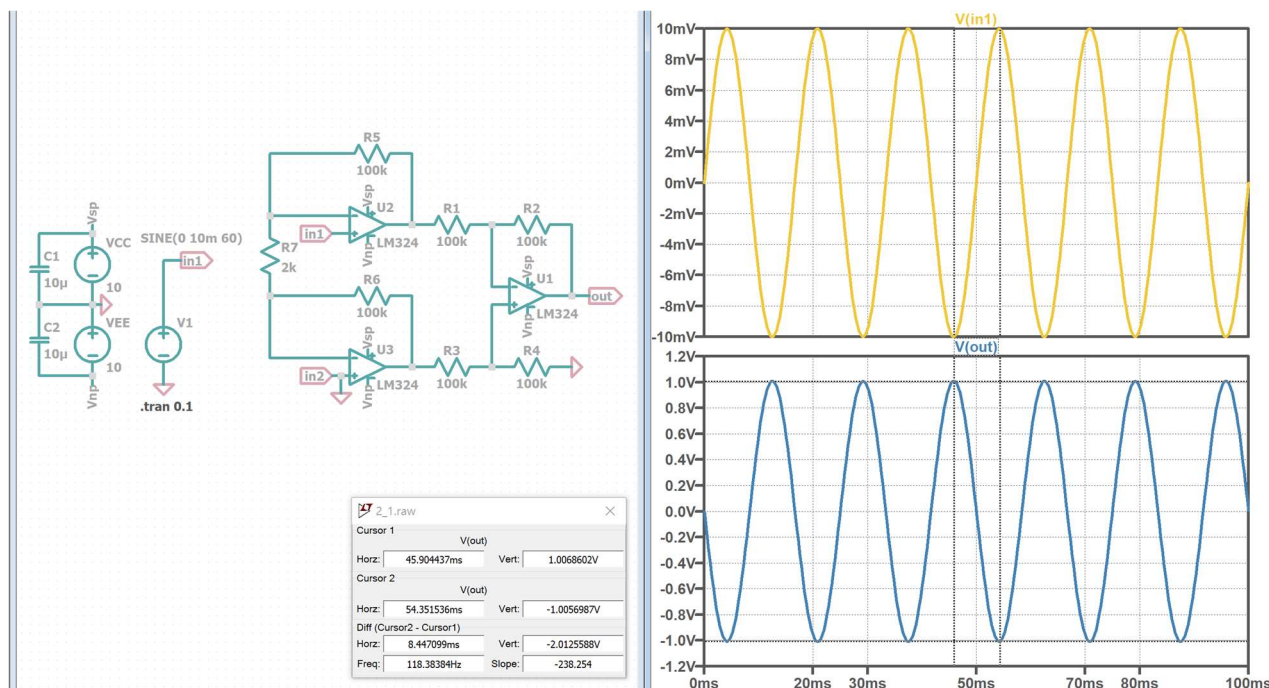 R5
100k
Vsp
U2
in1
Vnp
LM324
R1
100k
R2
100k
R7
2k
R6
100k
Vsp
U1
out
Vnp
LM324
Vsp
U3
in2
Vnp
LM324
R3
100k
R4
100k
Vsp
VCC
C1
10µ
10
VEE
C2
10µ
10
Vnp
SINE(0 10m 60)
in1
V1
.tran 0.1
2_1.raw
Cursor 1
V(out)
Horz: 45.904437ms Vert: 1.0068602V
Cursor 2
V(out)
Horz: 54.351536ms Vert: -1.0056987V
Diff (Cursor2 - Cursor1)
Horz: 8.447099ms Vert: -2.0125588V
Freq: 118.38384Hz Slope: -238.254
V(in1)
10mV
8mV
6mV
4mV
2mV
0mV
-2mV
-4mV
-6mV
-8mV
-10mV
V(out)
1.2V
1.0V
0.8V
0.6V
0.4V
0.2V
0.0V
-0.2V
-0.4V
-0.6V
-0.8V
-1.0V
-1.2V
0ms 20ms 30ms 50ms 70ms 80ms 100ms